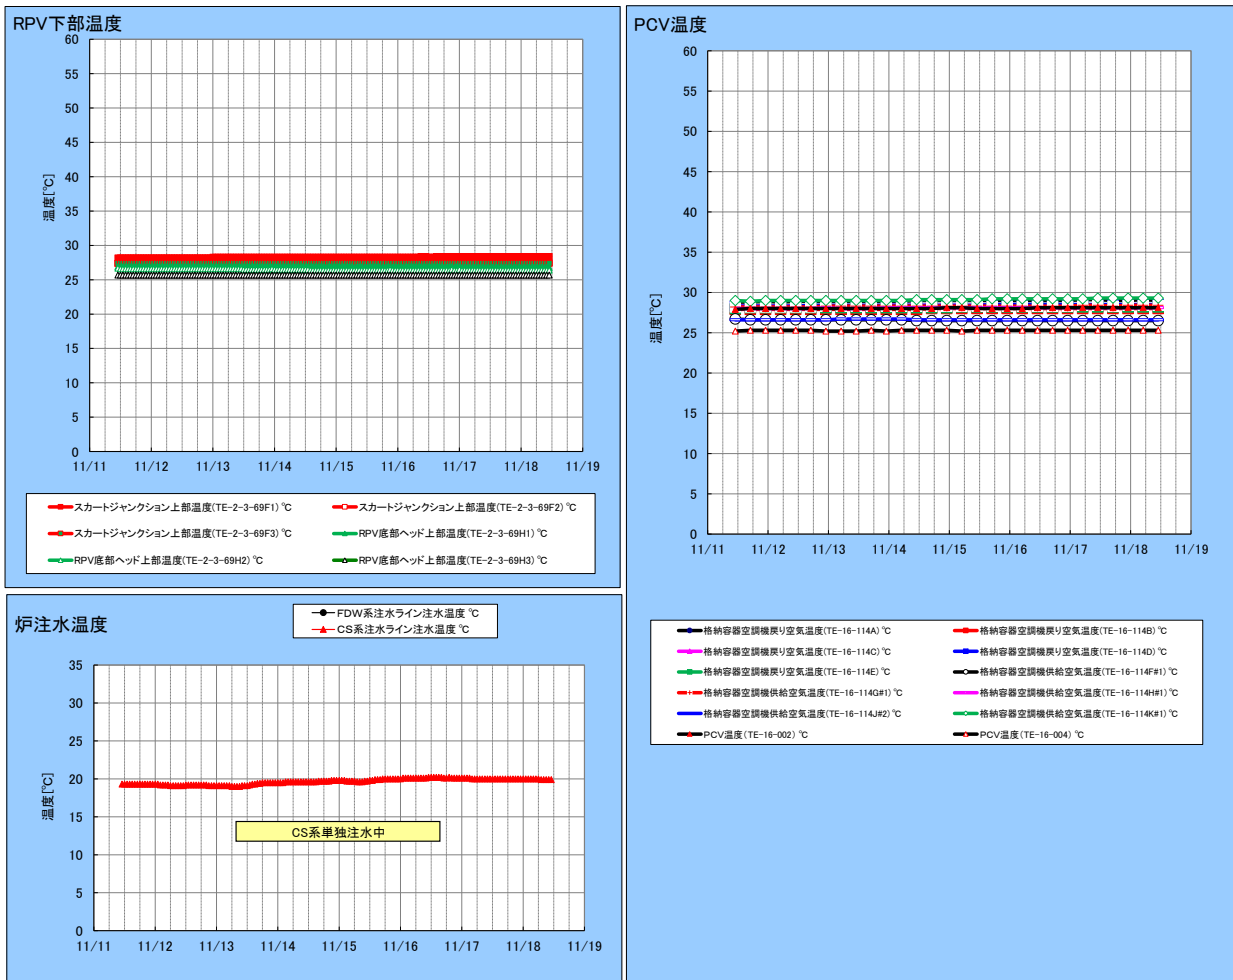 RPV下部温度
60
55
50
45
40
35
30
25
20
15
10
5
0
温度[℃]
11/11 11/12 11/13 11/14 11/15 11/16 11/17 11/18 11/19
スカートジャンクション上部温度(TE-2-3-69F1) ℃
スカートジャンクション上部温度(TE-2-3-69F2) ℃
スカートジャンクション上部温度(TE-2-3-69F3) ℃
RPV底部ヘッド上部温度(TE-2-3-69H1) ℃
RPV底部ヘッド上部温度(TE-2-3-69H2) ℃
RPV底部ヘッド上部温度(TE-2-3-69H3) ℃
炉注水温度
FDW系注水ライン注水温度 ℃
CS系注水ライン注水温度 ℃
35
30
25
20
15
10
5
0
温度[℃]
CS系単独注水中
11/11 11/12 11/13 11/14 11/15 11/16 11/17 11/18 11/19
PCV温度
60
55
50
45
40
35
30
25
20
15
10
5
0
温度[℃]
11/11 11/12 11/13 11/14 11/15 11/16 11/17 11/18 11/19
格納容器空調機戻り空気温度(TE-16-114A) ℃
格納容器空調機戻り空気温度(TE-16-114B) ℃
格納容器空調機戻り空気温度(TE-16-114C) ℃
格納容器空調機戻り空気温度(TE-16-114D) ℃
格納容器空調機戻り空気温度(TE-16-114E) ℃
格納容器空調機供給空気温度(TE-16-114F#1) ℃
格納容器空調機供給空気温度(TE-16-114G#1) ℃
格納容器空調機供給空気温度(TE-16-114H#1) ℃
格納容器空調機供給空気温度(TE-16-114J#2) ℃
格納容器空調機供給空気温度(TE-16-114K#1) ℃
PCV温度(TE-16-002) ℃
PCV温度(TE-16-004) ℃